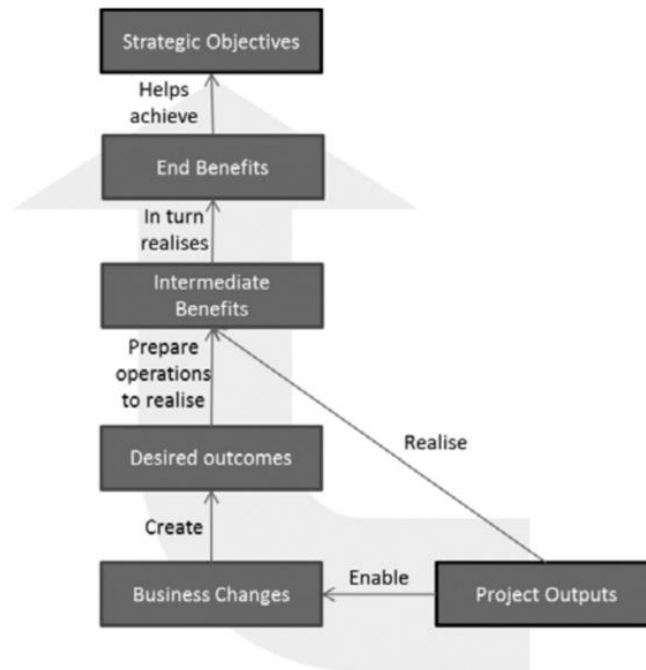 Strategic Objectives
Helps
achieve
End Benefits
In turn
realises
Intermediate
Benefits
Prepare
operations
to realise
Realise
Desired outcomes
Create
Business Changes
Enable
Project Outputs